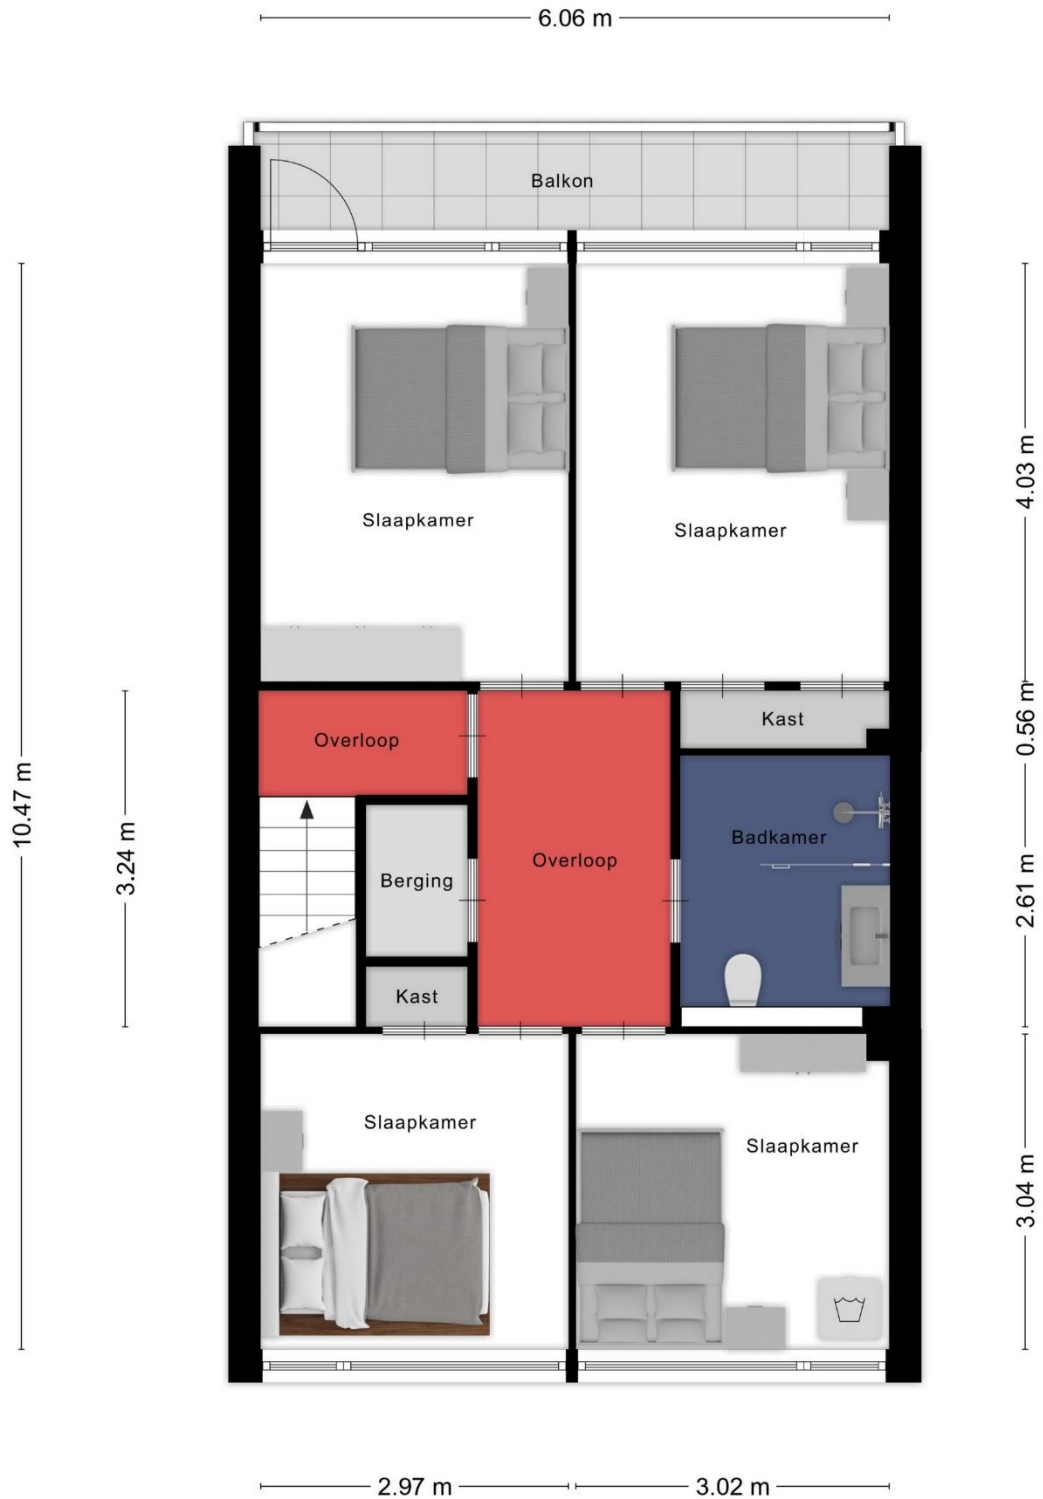 6.06 m
Balkon
Slaapkamer
Slaapkamer
4.03 m
Kast
0.56 m
Overloop
10.47 m
3.24 m
Badkamer
Overloop
Berging
2.61 m
Kast
Slaapkamer
Slaapkamer
3.04 m
2.97 m
3.02 m